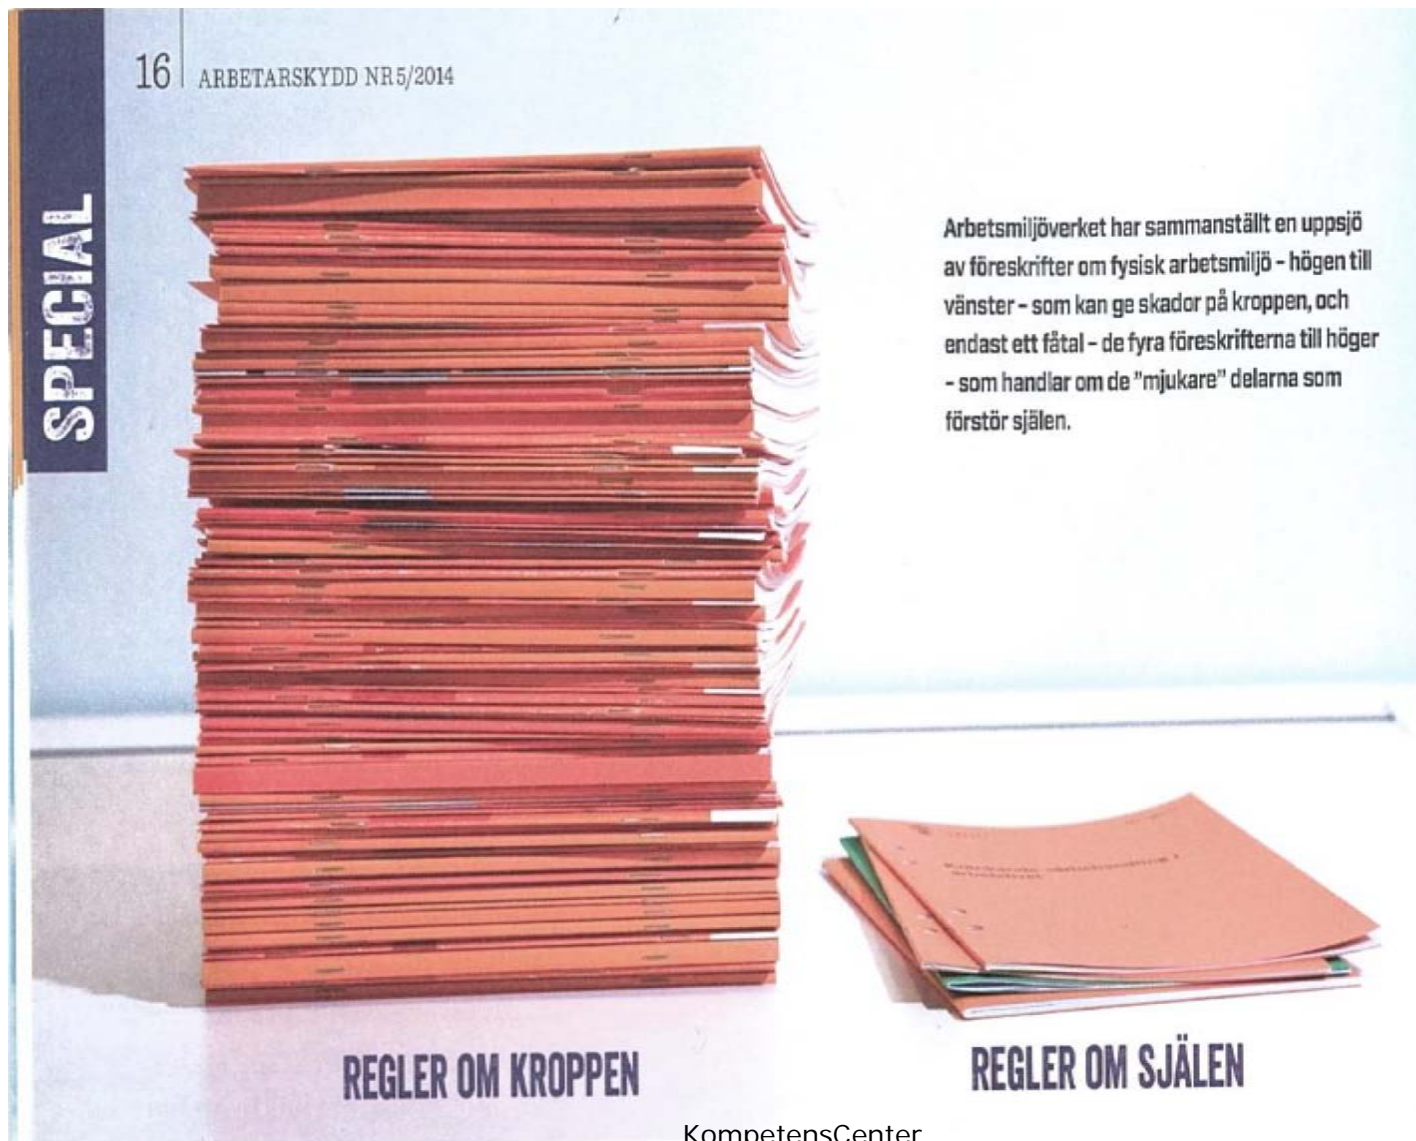 16
ARBETARSKYDD NR 5/2014
SPECIAL
Arbetsmiljöverket har sammanställt en uppsjö
av föreskrifter om fysisk arbetsmiljö – högen till
vänster – som kan ge skador på kroppen, och
endast ett fåtal – de fyra föreskrifterna till höger
– som handlar om de ”mjukare” delarna som
förstör själen.
REGLER OM KROPPEN
REGLER OM SJÄLEN
KompetensCenter